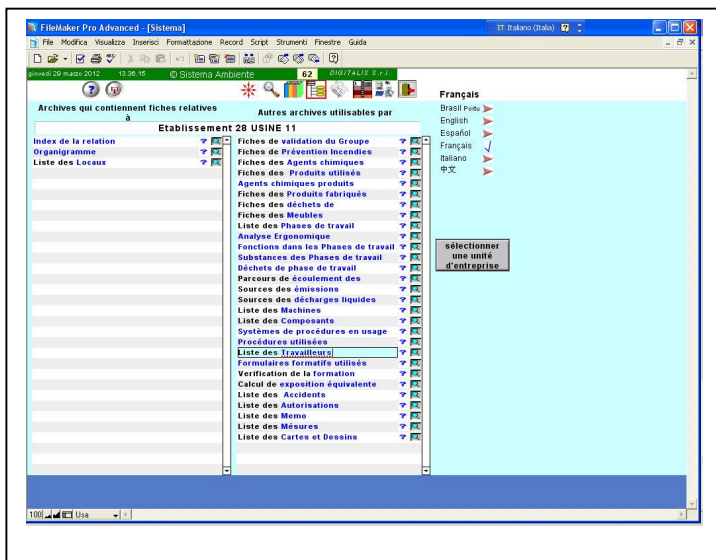 FileMaker Pro Advanced - [Sistema]
IT Italiano (Italia)
File Modifica Visualizza Inserisci Formattazione Record Script Strumenti Finestre Guida
giovedì 29 marzo 2012 13.36.15 © Sistema Ambiente 62 DIGITALIS S.r.l.
Archives qui contiennent fiches relatives à
Autres archives utilisables par
Etablissement 28 USINE 11
Index de la relation
Organigramme
Liste des Locaux
Fiches de validation du Groupe
Fiches de Prévention Incendies
Fiches des Agents chimiques
Fiches des Produits utilisés
Agents chimiques produits
Fiches des Produits fabriqués
Fiches des déchets de
Fiches des Meubles
Liste des Phases de travail
Analyse Ergonomique
Fonctions dans les Phases de travail
Substances des Phases de travail
Déchets de phase de travail
Parcours de écoulement des
Sources des émissions
Sources des décharges liquides
Liste des Machines
Liste des Composants
Systèmes de procédures en usage
Procédures utilisées
Liste des Travailleurs
Formulaires formatifs utilisés
Verification de la formation
Calcul de exposition équivalente
Liste des Accidents
Liste des Autorisations
Liste des Memo
Liste des Mésures
Liste des Cartes et Dessins
Français
Brasil Portu
English
Español
Français
Italiano
中文
sélectionner
une unité
d'entreprise
100 Usa